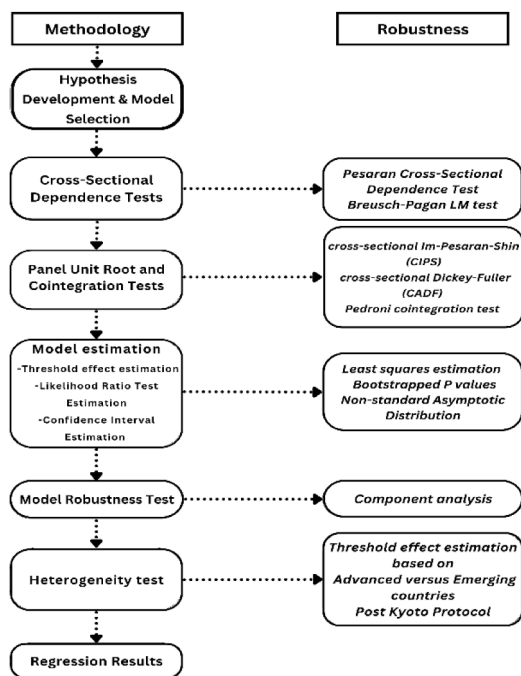 Methodology
Robustness
Hypothesis
Development & Model
Selection
Cross-Sectional
Dependence Tests
Pesaran Cross-Sectional
Dependence Test
Breusch-Pagan LM test
Panel Unit Root and
Cointegration Tests
cross-sectional Im-Pesaran-Shin
(CIPS)
cross-sectional Dickey-Fuller
(CADF)
Pedroni cointegration test
Model estimation
-Threshold effect estimation
-Likelihood Ratio Test
Estimation
-Confidence Interval
Estimation
Least squares estimation
Bootstrapped P values
Non-standard Asymptotic
Distribution
Model Robustness Test
Component analysis
Heterogeneity test
Threshold effect estimation
based on
Advanced versus Emerging
countries
Post Kyoto Protocol
Regression Results